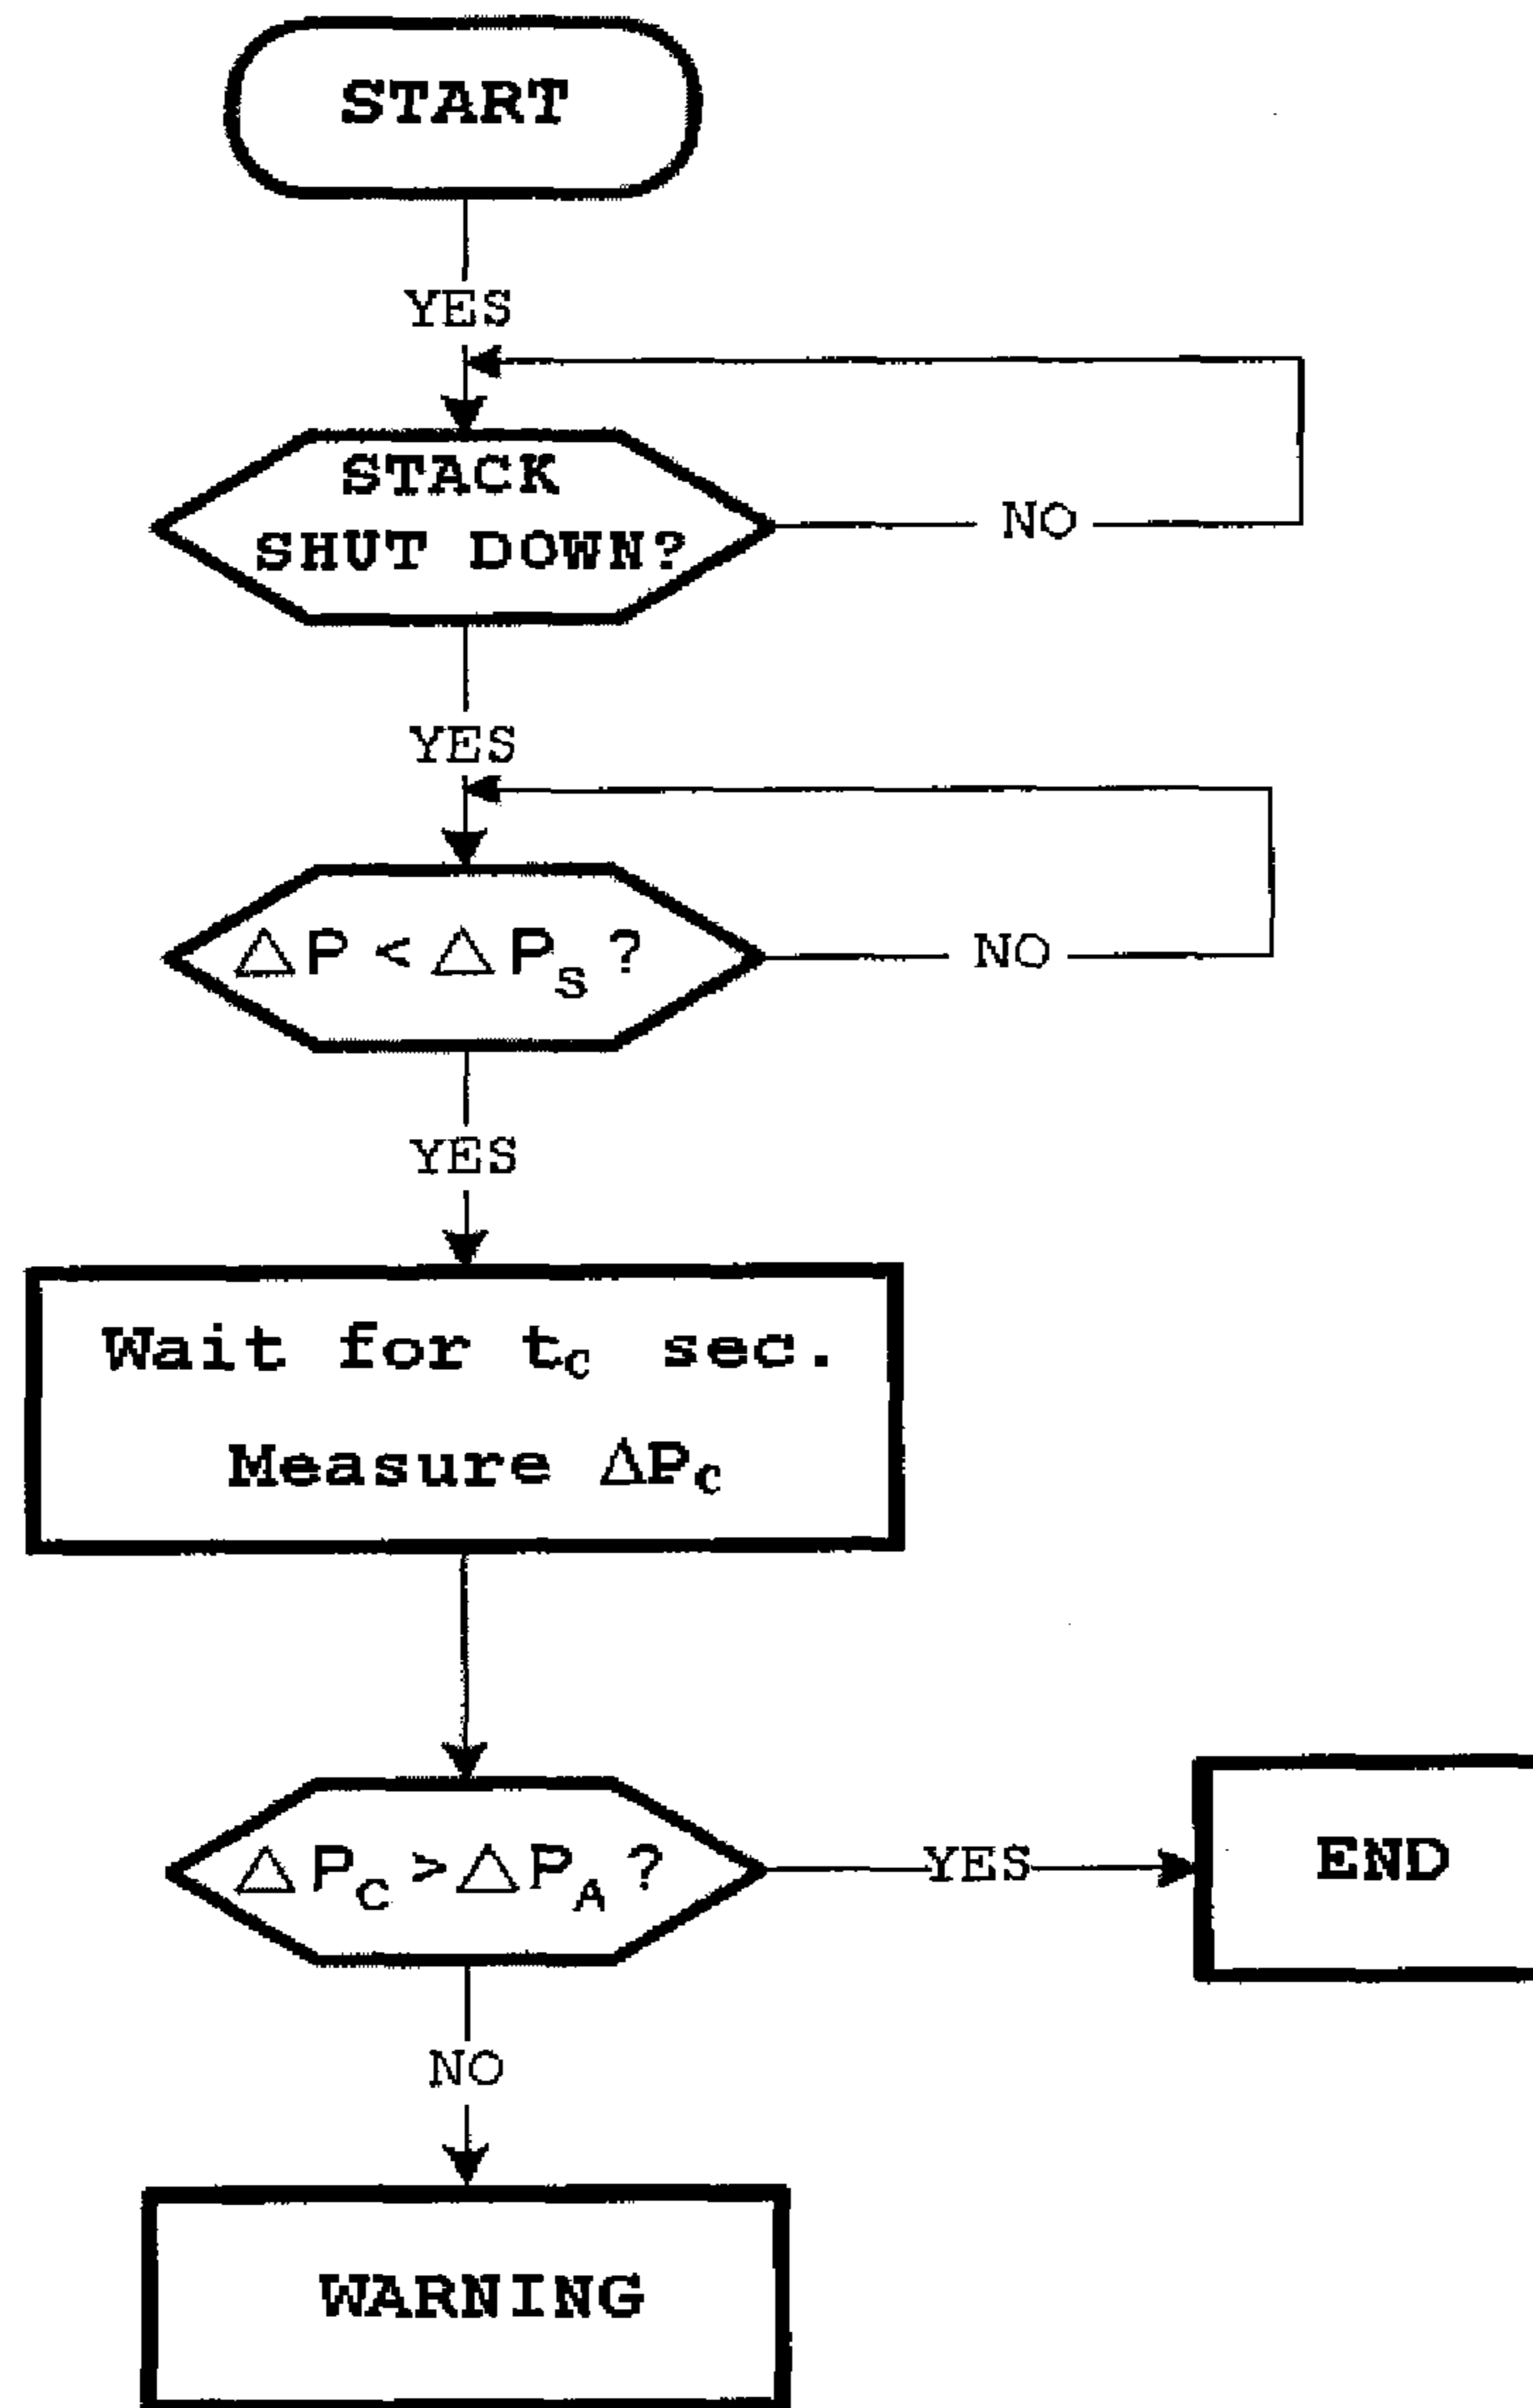 START
YES
STACK
SHUT DOWN?
NO
YES
△P < △P_S ?
NO
YES
Wait for t_C sec.
Measure ΔP_C
△P_C > △P_A ?
YES
END
NO
WARNING